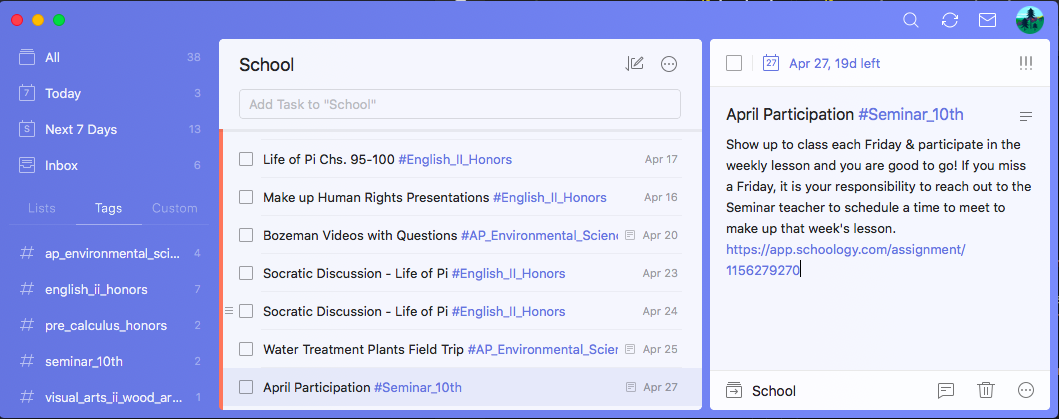 All 38
7 Today 3
S Next 7 Days 13
Inbox 6
Lists Tags Custom
# ap_environmental_sci... 4
# english_ii_honors 7
# pre_calculus_honors 2
# seminar_10th 2
# visual_arts_ii_wood_ar... 1
School
Add Task to "School"
Life of Pi Chs. 95-100 #English_II_Honors Apr 17
Make up Human Rights Presentations #English_II_Honors Apr 16
Bozeman Videos with Questions #AP_Environmental_Scien Apr 20
Socratic Discussion - Life of Pi #English_II_Honors Apr 23
Socratic Discussion - Life of Pi #English_II_Honors Apr 24
Water Treatment Plants Field Trip #AP_Environmental_Scien Apr 25
April Participation #Seminar_10th Apr 27
27 Apr 27, 19d left !!!
April Participation #Seminar_10th
Show up to class each Friday & participate in the
weekly lesson and you are good to go! If you miss
a Friday, it is your responsibility to reach out to the
Seminar teacher to schedule a time to meet to
make up that week's lesson.
https://app.schoology.com/assignment/
1156279270
School